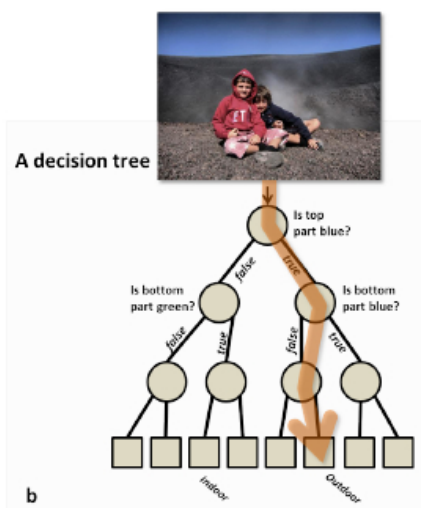 ET
A decision tree
Is top
part blue?
false
true
Is bottom
part green?
Is bottom
part blue?
false
true
false
true
Indoor
Outdoor
b